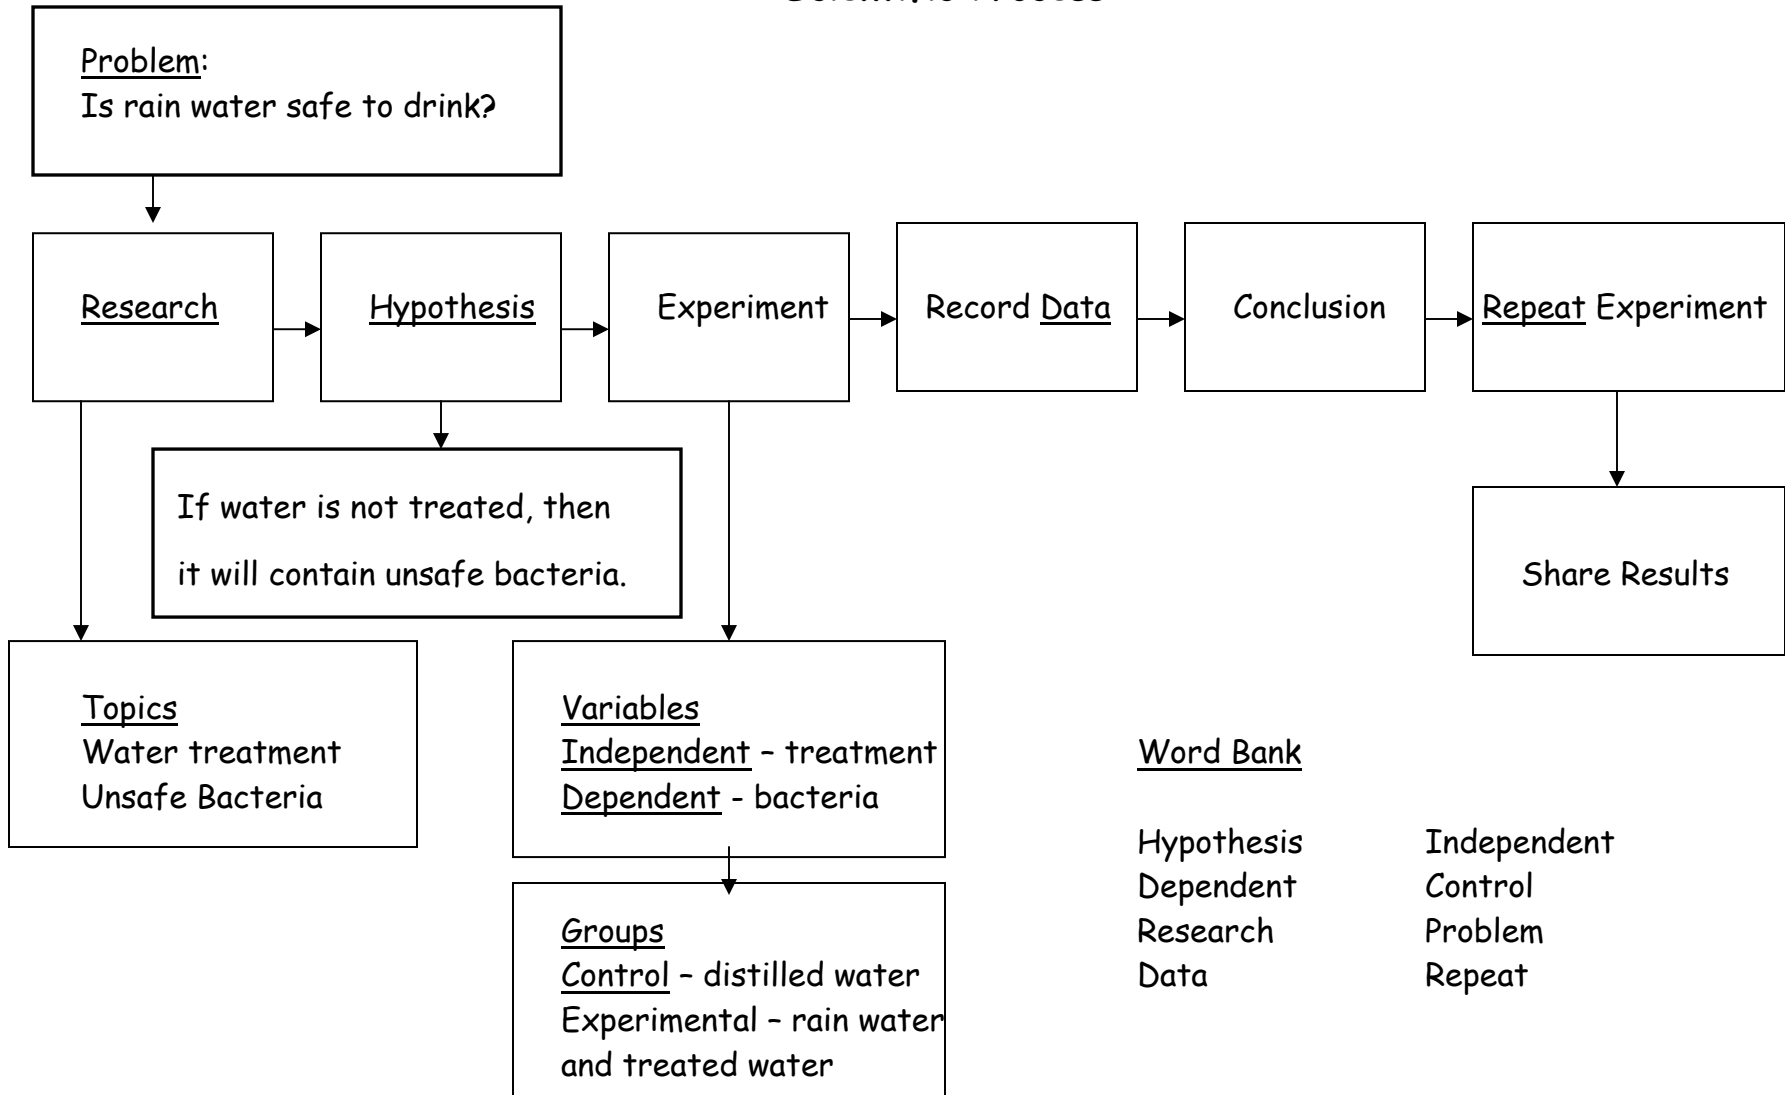 Problem:
Is rain water safe to drink?
Research
Hypothesis
Experiment
Record Data
Conclusion
Repeat Experiment
If water is not treated, then
it will contain unsafe bacteria.
Share Results
Topics
Water treatment
Unsafe Bacteria
Variables
Independent – treatment
Dependent - bacteria
Groups
Control – distilled water
Experimental – rain water
and treated water
Word Bank
Hypothesis
Dependent
Research
Data
Independent
Control
Problem
Repeat